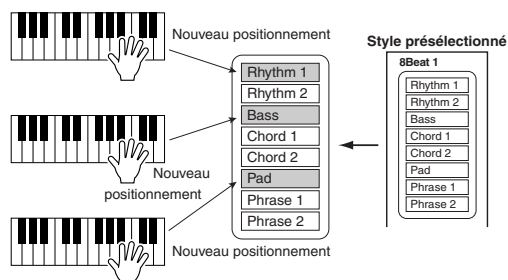 Nouveau positionnement
Style présélectionné
8Beat 1
Rhythm 1
Rhythm 2
Bass
Chord 1
Chord 2
Pad
Phrase 1
Phrase 2
Nouveau
positionnement
Nouveau positionnement
Rhythm 1
Rhythm 2
Bass
Chord 1
Chord 2
Pad
Phrase 1
Phrase 2